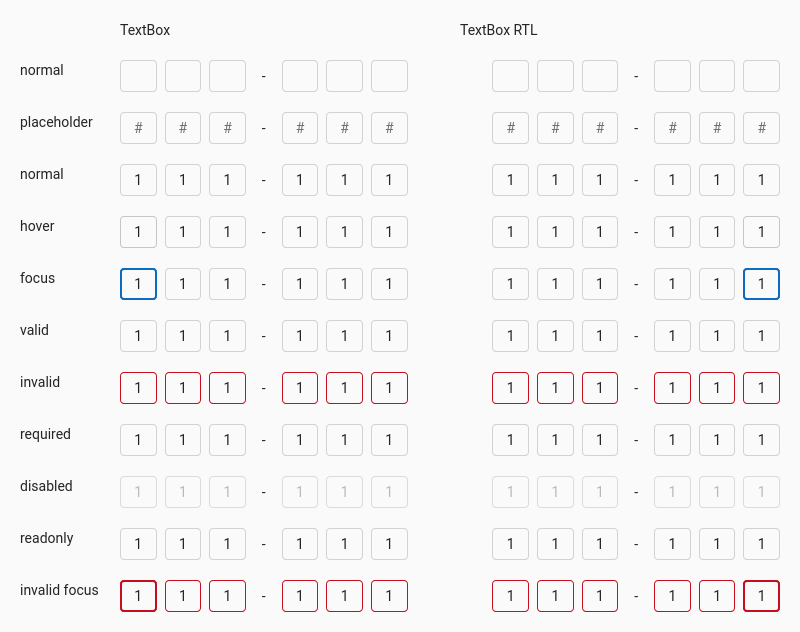 TextBox TextBox RTL
normal - -
placeholder # # # - # # # # # # - # # #
normal 1 1 1 - 1 1 1 1 1 1 - 1 1 1
hover 1 1 1 - 1 1 1 1 1 1 - 1 1 1
focus 1 1 1 - 1 1 1 1 1 1 - 1 1 1
valid 1 1 1 - 1 1 1 1 1 1 - 1 1 1
invalid 1 1 1 - 1 1 1 1 1 1 - 1 1 1
required 1 1 1 - 1 1 1 1 1 1 - 1 1 1
disabled 1 1 1 - 1 1 1 1 1 1 - 1 1 1
readonly 1 1 1 - 1 1 1 1 1 1 - 1 1 1
invalid focus 1 1 1 - 1 1 1 1 1 1 - 1 1 1